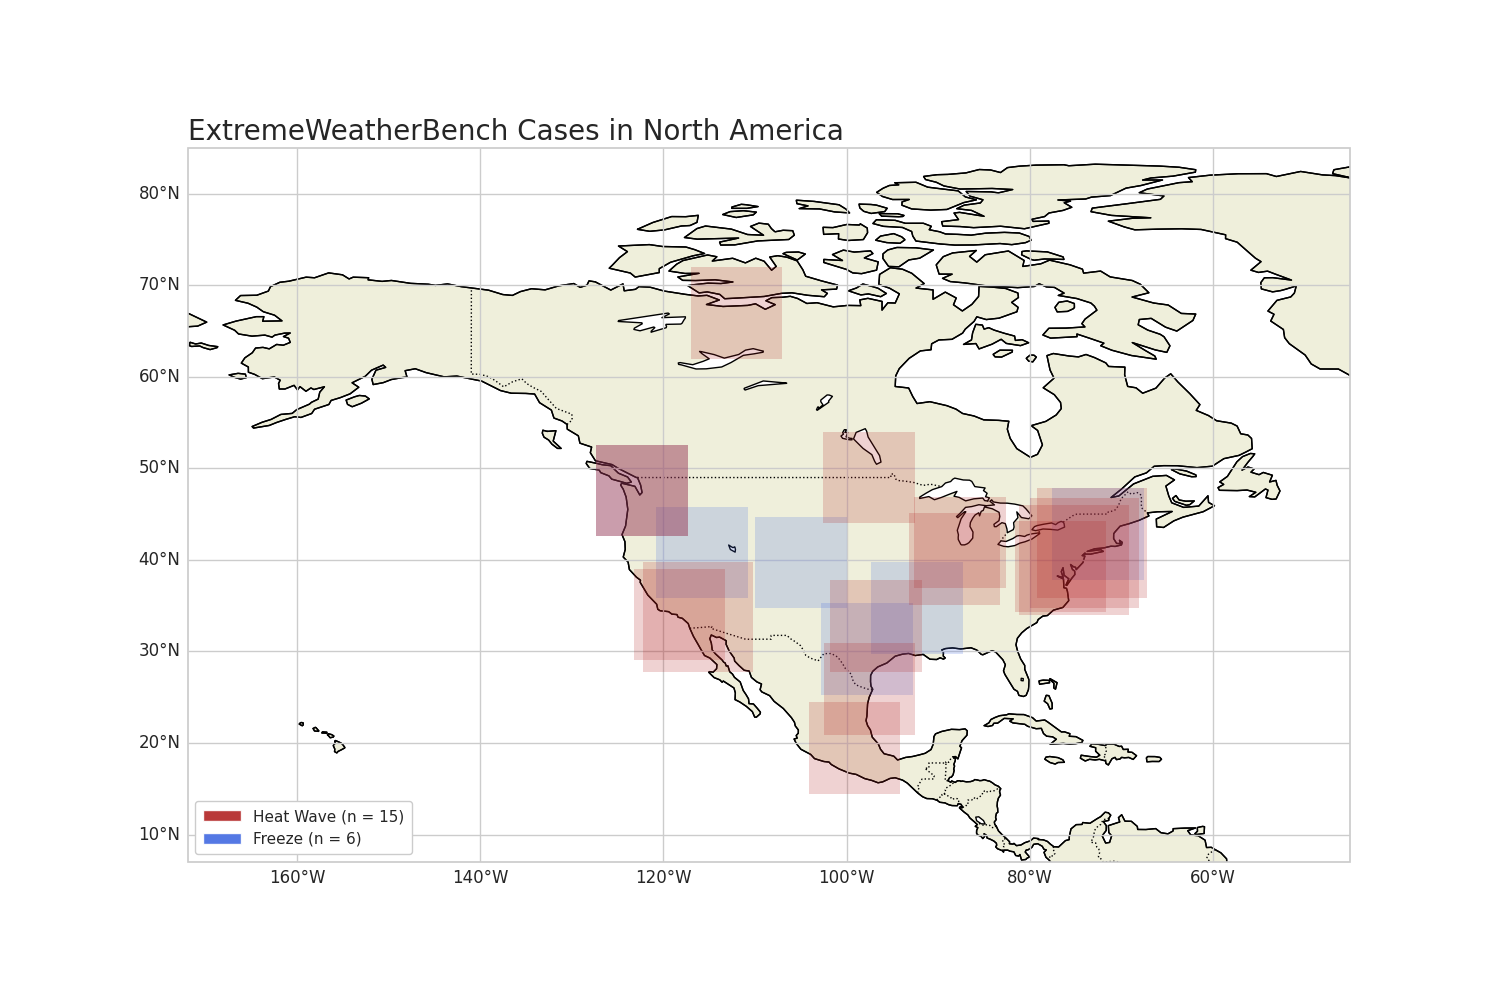 ExtremeWeatherBench Cases in North America
80°N
70°N
60°N
50°N
40°N
30°N
20°N
10°N
Heat Wave (n = 15)
Freeze (n = 6)
160°W 140°W 120°W 100°W 80°W 60°W